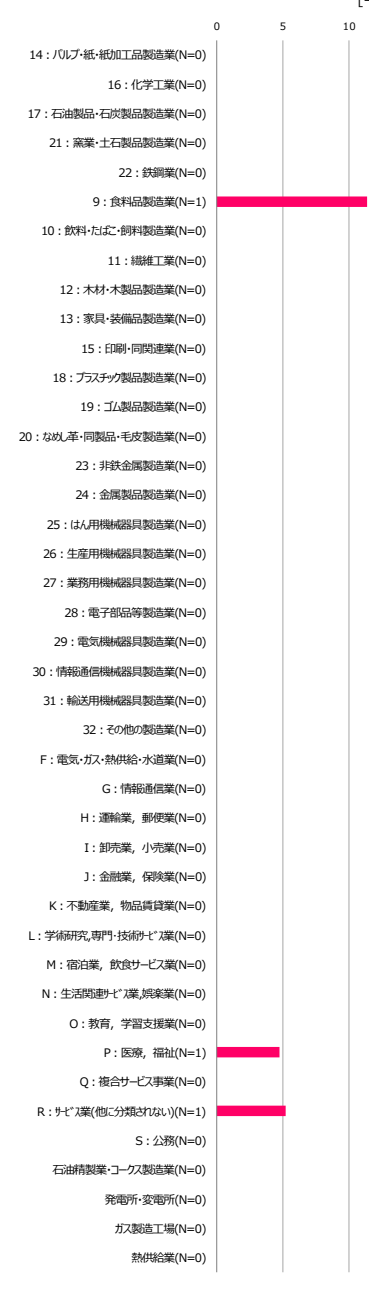 0 5 10
14：パルプ・紙・紙加工品製造業(N=0)
16：化学工業(N=0)
17：石油製品・石炭製品製造業(N=0)
21：窯業・土石製品製造業(N=0)
22：鉄鋼業(N=0)
9：食料品製造業(N=1)
10：飲料・たばこ・飼料製造業(N=0)
11：繊維工業(N=0)
12：木材・木製品製造業(N=0)
13：家具・装備品製造業(N=0)
15：印刷・同関連業(N=0)
18：プラスチック製品製造業(N=0)
19：ゴム製品製造業(N=0)
20：なめし革・同製品・毛皮製造業(N=0)
23：非鉄金属製造業(N=0)
24：金属製品製造業(N=0)
25：はん用機械器具製造業(N=0)
26：生産用機械器具製造業(N=0)
27：業務用機械器具製造業(N=0)
28：電子部品等製造業(N=0)
29：電気機械器具製造業(N=0)
30：情報通信機械器具製造業(N=0)
31：輸送用機械器具製造業(N=0)
32：その他の製造業(N=0)
F：電気・ガス・熱供給・水道業(N=0)
G：情報通信業(N=0)
H：運輸業，郵便業(N=0)
I：卸売業，小売業(N=0)
J：金融業，保険業(N=0)
K：不動産業，物品賃貸業(N=0)
L：学術研究,専門・技術ｻｰﾋﾞｽ業(N=0)
M：宿泊業，飲食サービス業(N=0)
N：生活関連ｻｰﾋﾞｽ業,娯楽業(N=0)
O：教育，学習支援業(N=0)
P：医療，福祉(N=1)
Q：複合サービス事業(N=0)
R：ｻｰﾋﾞｽ業(他に分類されない)(N=1)
S：公務(N=0)
石油精製業・コークス製造業(N=0)
発電所・変電所(N=0)
ガス製造工場(N=0)
熱供給業(N=0)